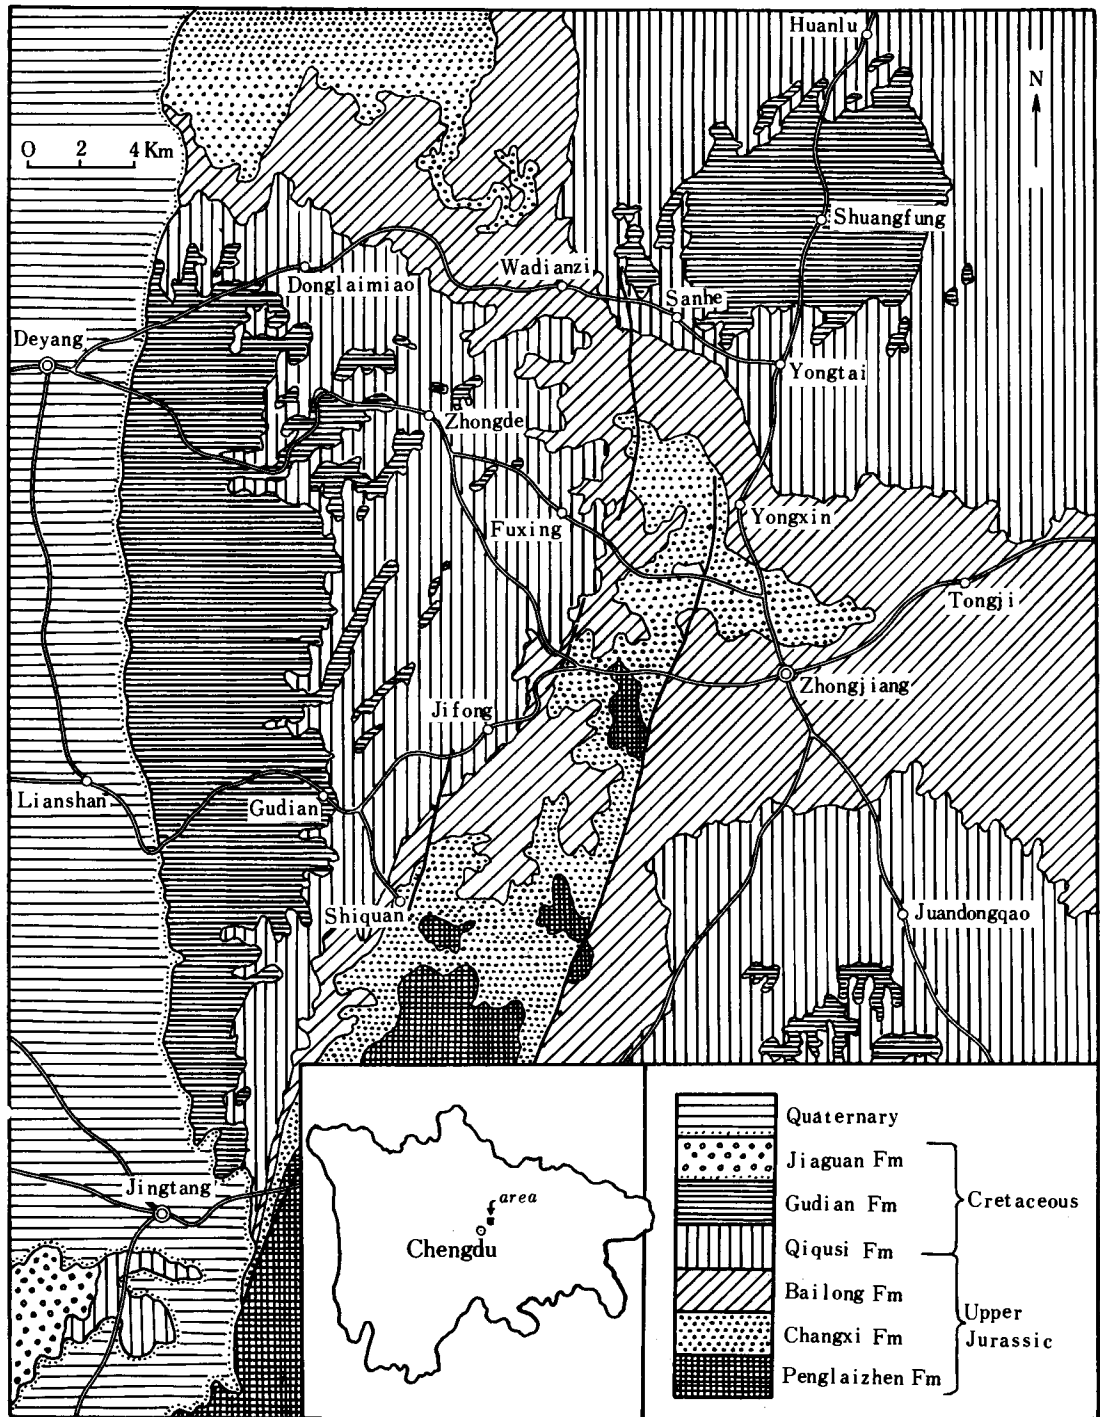 Huanlu
N
0 2 4 Km
Shuangfung
Wadianzi
Donglaimiao
Sanhe
Deyang
Yongtai
Zhongde
Yongxin
Fuxing
Tongji
Zhongjiang
Jifong
Lianshan
Gudian
Shiquan
Juandongqao
Jingtang
area
Chengdu
Quaternary
Jiaguan Fm
Gudian Fm
Cretaceous
Qiqusi Fm
Bailong Fm
Upper
Jurassic
Changxi Fm
Penglaizhen Fm